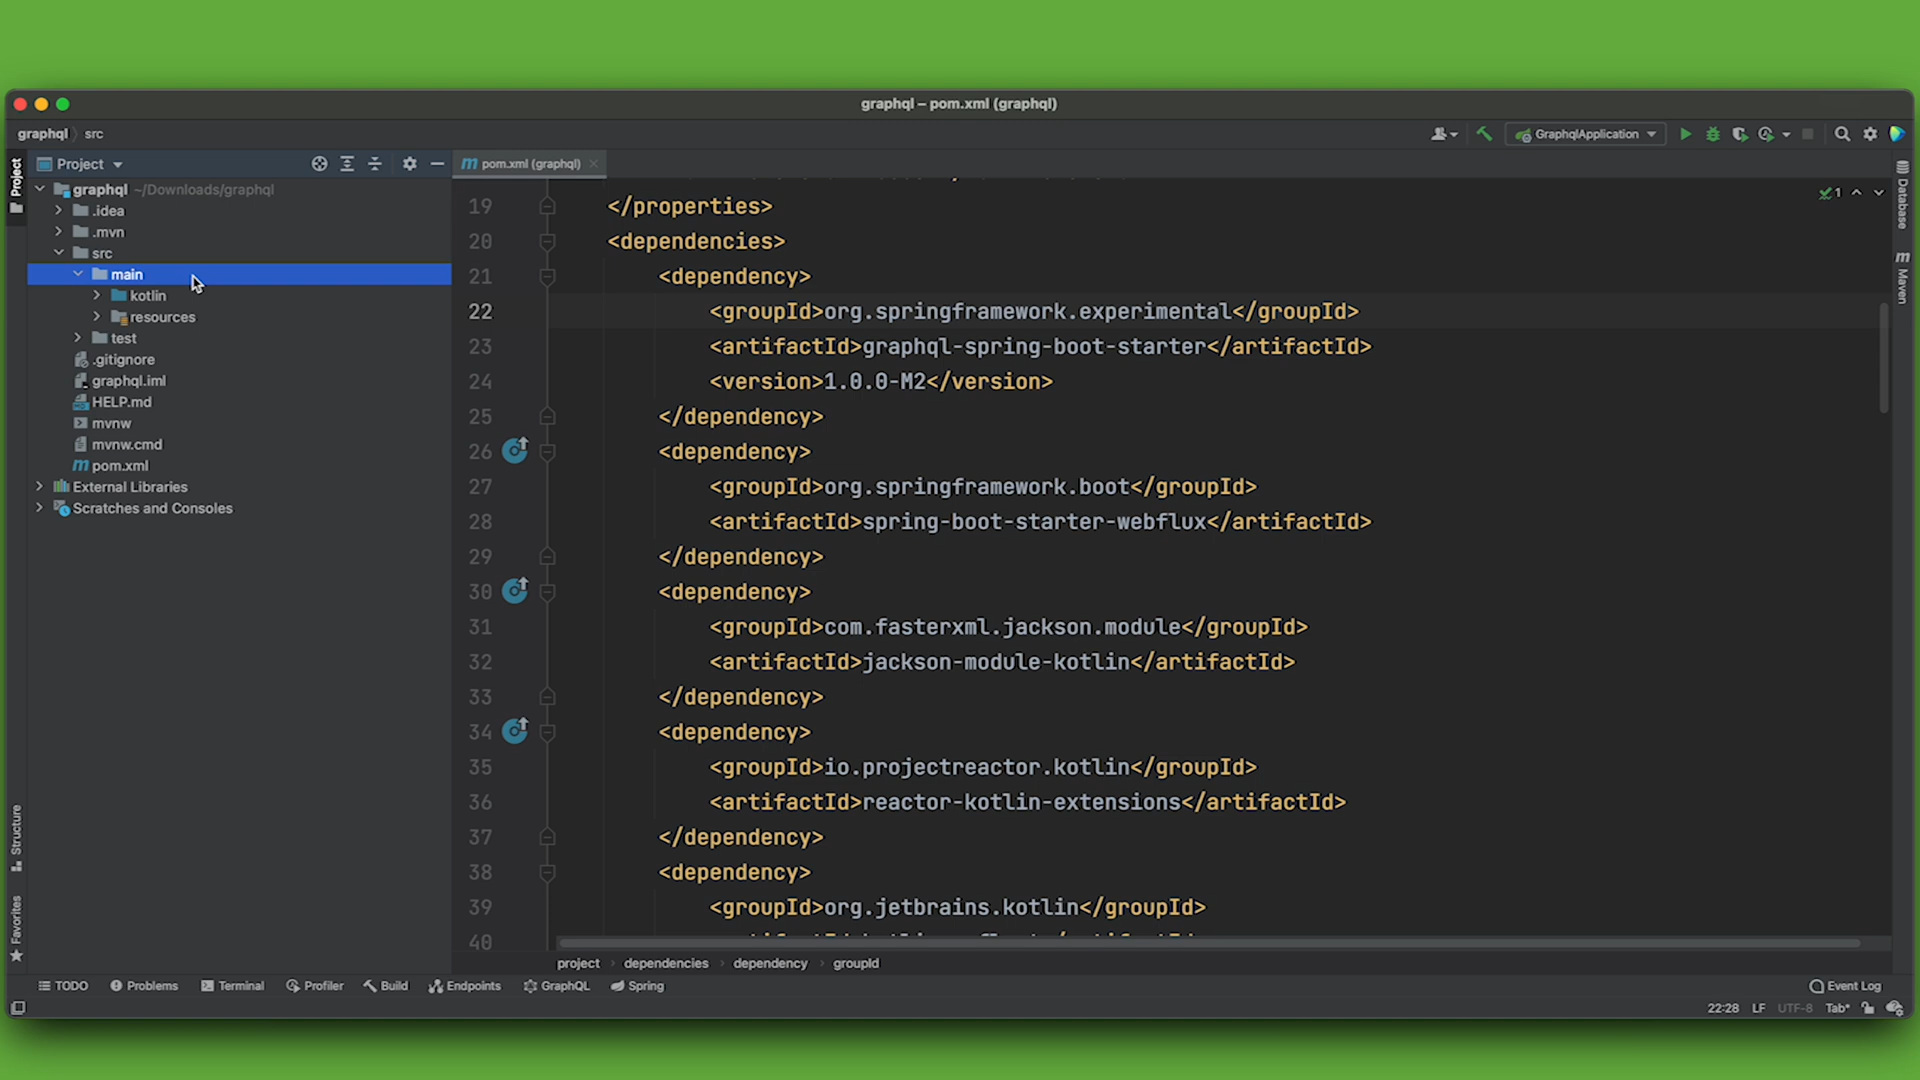 graphql – pom.xml (graphql)
graphql src
GraphqlApplication
Project
Project
pom.xml (graphql)
graphql ~/Downloads/graphql
.idea
.mvn
src
main
kotlin
resources
test
.gitignore
graphql.iml
HELP.md
mvnw
mvnw.cmd
pom.xml
External Libraries
Scratches and Consoles
Structure
Favorites
19 </properties>
20 <dependencies>
21 <dependency>
22 <groupId>org.springframework.experimental</groupId>
23 <artifactId>graphql-spring-boot-starter</artifactId>
24 <version>1.0.0-M2</version>
25 </dependency>
26 <dependency>
27 <groupId>org.springframework.boot</groupId>
28 <artifactId>spring-boot-starter-webflux</artifactId>
29 </dependency>
30 <dependency>
31 <groupId>com.fasterxml.jackson.module</groupId>
32 <artifactId>jackson-module-kotlin</artifactId>
33 </dependency>
34 <dependency>
35 <groupId>io.projectreactor.kotlin</groupId>
36 <artifactId>reactor-kotlin-extensions</artifactId>
37 </dependency>
38 <dependency>
39 <groupId>org.jetbrains.kotlin</groupId>
40
1
Database
m Maven
project dependencies dependency groupId
TODO Problems Terminal Profiler Build Endpoints GraphQL Spring Event Log
22:28 LF UTF-8 Tab*